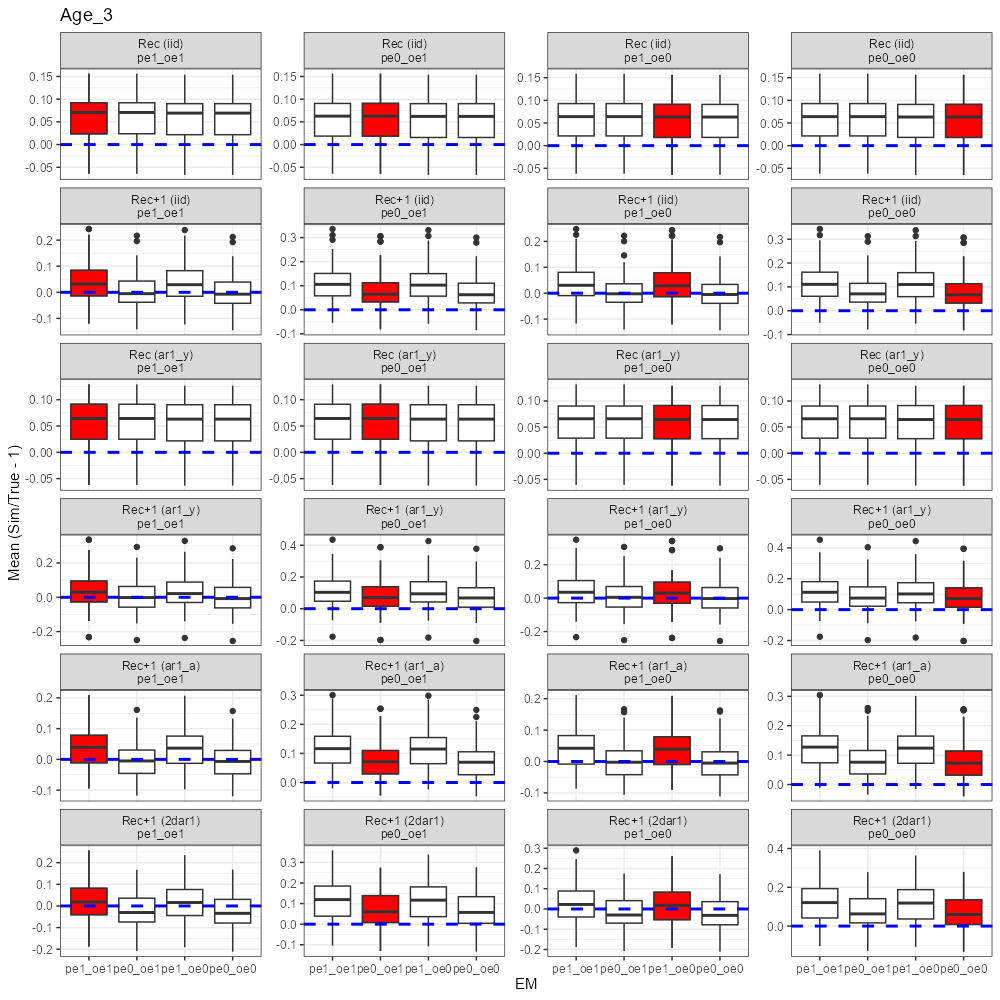 Age_3
Rec (iid) Rec (iid) Rec (iid) Rec (iid)
pe1_oe1 pe0_oe1 pe1_oe0 pe0_oe0
0.15 0.15 0.15 0.15
0.10 0.10 0.10 0.10
0.05 0.05 0.05 0.05
0.00 0.00 0.00 0.00
-0.05 -0.05 -0.05 -0.05
Rec+1 (iid) Rec+1 (iid) Rec+1 (iid) Rec+1 (iid)
pe1_oe1 pe0_oe1 pe1_oe0 pe0_oe0
0.2 0.3 0.2 0.3
0.1 0.2 0.1 0.2
0.0 0.1 0.0 0.1
-0.1 0.0 -0.1 0.0
-0.1 -0.1
Rec (ar1_y) Rec (ar1_y) Rec (ar1_y) Rec (ar1_y)
pe1_oe1 pe0_oe1 pe1_oe0 pe0_oe0
0.10 0.10 0.10 0.10
0.05 0.05 0.05 0.05
0.00 0.00 0.00 0.00
-0.05 -0.05 -0.05 -0.05
Mean (Sim/True - 1)
Rec+1 (ar1_y) Rec+1 (ar1_y) Rec+1 (ar1_y) Rec+1 (ar1_y)
pe1_oe1 pe0_oe1 pe1_oe0 pe0_oe0
0.2 0.4 0.2 0.4
0.0 0.2 0.0 0.2
-0.2 0.0 -0.2 0.0
-0.2 -0.2
Rec+1 (ar1_a) Rec+1 (ar1_a) Rec+1 (ar1_a) Rec+1 (ar1_a)
pe1_oe1 pe0_oe1 pe1_oe0 pe0_oe0
0.2 0.3 0.2 0.3
0.1 0.2 0.1 0.2
0.0 0.1 0.0 0.1
-0.1 0.0 -0.1 0.0
Rec+1 (2dar1) Rec+1 (2dar1) Rec+1 (2dar1) Rec+1 (2dar1)
pe1_oe1 pe0_oe1 pe1_oe0 pe0_oe0
0.2 0.3 0.3 0.4
0.1 0.2 0.2 0.2
0.0 0.1 0.1 0.0
-0.1 0.0 0.0
-0.2 -0.1 -0.1
-0.2
pe1_oe1 pe0_oe1 pe1_oe0 pe0_oe0 pe1_oe1 pe0_oe1 pe1_oe0 pe0_oe0 pe1_oe1 pe0_oe1 pe1_oe0 pe0_oe0 pe1_oe1 pe0_oe1 pe1_oe0 pe0_oe0
EM